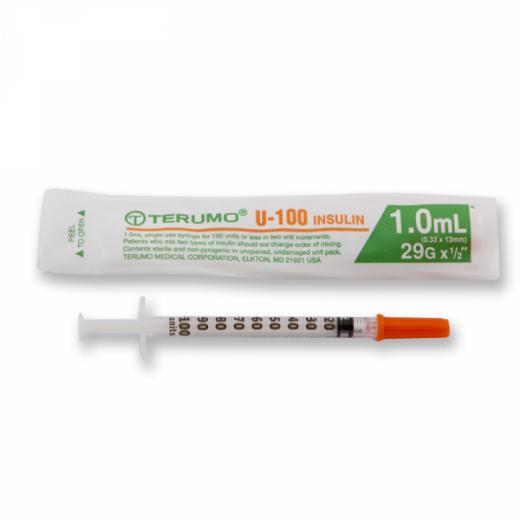 PEEL
▲ TO OPEN ▲
TERUMO® U-100 INSULIN
1.0mL, single use syringe for 100 units or less in two unit increments.
Patients who mix two types of insulin should not change order of mixing.
Contents sterile and non-pyrogenic in unopened, undamaged unit pack.
TERUMO MEDICAL CORPORATION, ELKTON, MD 21921 USA
1.0mL
(0.33 x 13mm)
29G x ½"
units
100 90 80 70 60 50 40 30 20